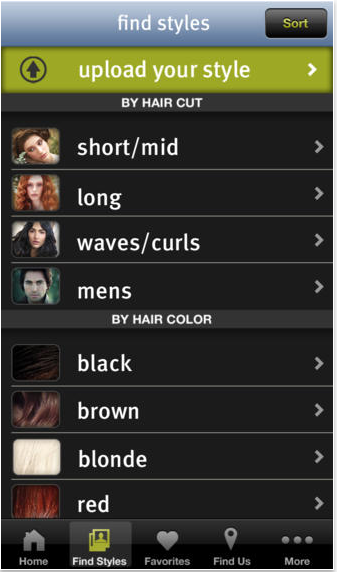 find styles
Sort
upload your style
BY HAIR CUT
short/mid
long
waves/curls
mens
BY HAIR COLOR
black
brown
blonde
red
Home
Find Styles
Favorites
Find Us
More